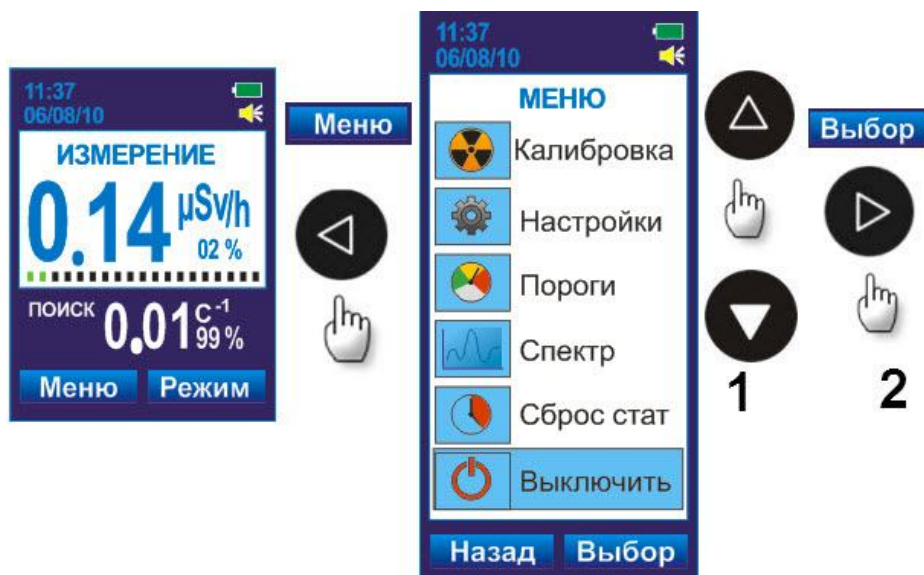 11:37
06/08/10
ИЗМЕРЕНИЕ
0.14 µSv/h
02 %
ПОИСК 0.01 С⁻¹
99 %
Меню Режим
Меню
11:37
06/08/10
МЕНЮ
Калибровка
Настройки
Пороги
Спектр
Сброс стат
Выключить
Назад Выбор
1
Выбор
2